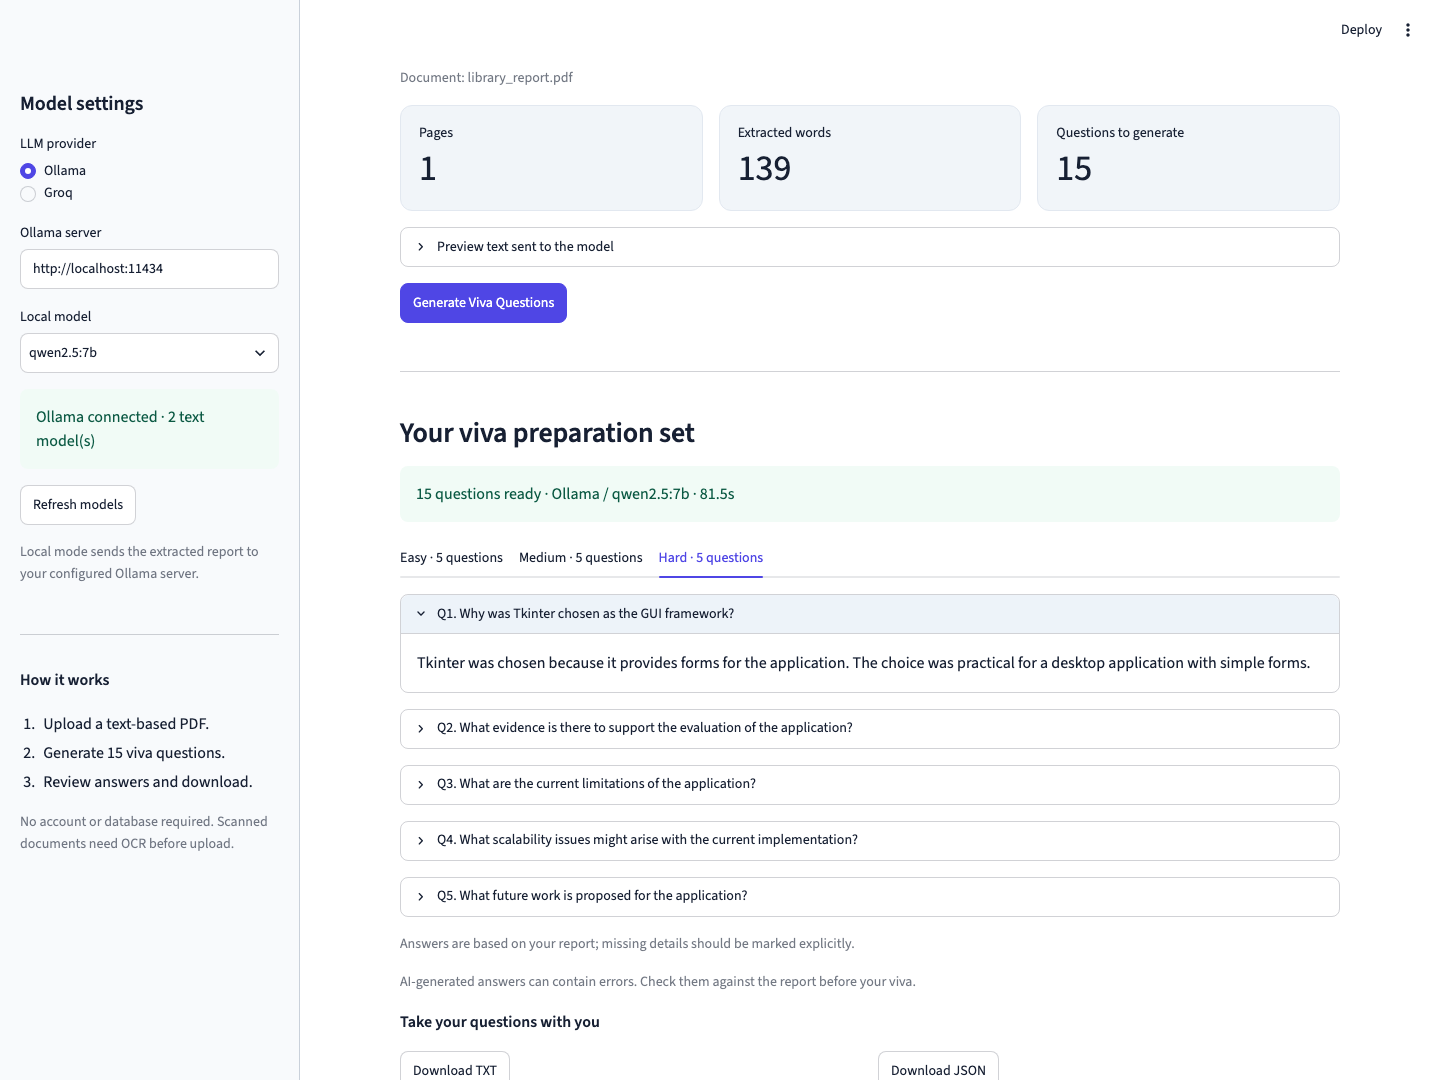 Deploy
Model settings
LLM provider
Ollama
Groq
Ollama server
http://localhost:11434
Local model
qwen2.5:7b
Ollama connected · 2 text
model(s)
Refresh models
Local mode sends the extracted report to
your configured Ollama server.
How it works
1. Upload a text-based PDF.
2. Generate 15 viva questions.
3. Review answers and download.
No account or database required. Scanned
documents need OCR before upload.
Document: library_report.pdf
Pages
1
Extracted words
139
Questions to generate
15
Preview text sent to the model
Generate Viva Questions
Your viva preparation set
15 questions ready · Ollama / qwen2.5:7b · 81.5s
Easy · 5 questions Medium · 5 questions Hard · 5 questions
Q1. Why was Tkinter chosen as the GUI framework?
Tkinter was chosen because it provides forms for the application. The choice was practical for a desktop application with simple forms.
Q2. What evidence is there to support the evaluation of the application?
Q3. What are the current limitations of the application?
Q4. What scalability issues might arise with the current implementation?
Q5. What future work is proposed for the application?
Answers are based on your report; missing details should be marked explicitly.
AI-generated answers can contain errors. Check them against the report before your viva.
Take your questions with you
Download TXT
Download JSON